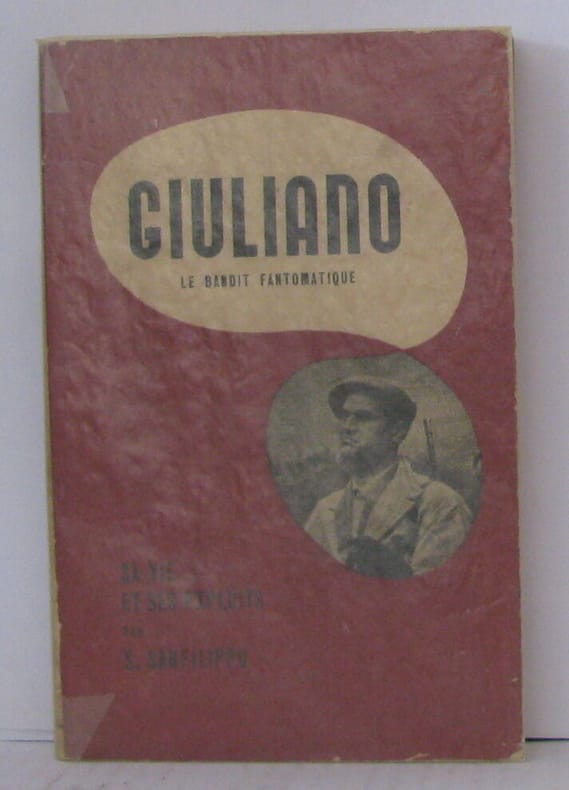 GIULIANO
LE BANDIT FANTOMATIQUE
SA VIE
ET SES EXPLOITS
PAR
S. SANFILIPPO